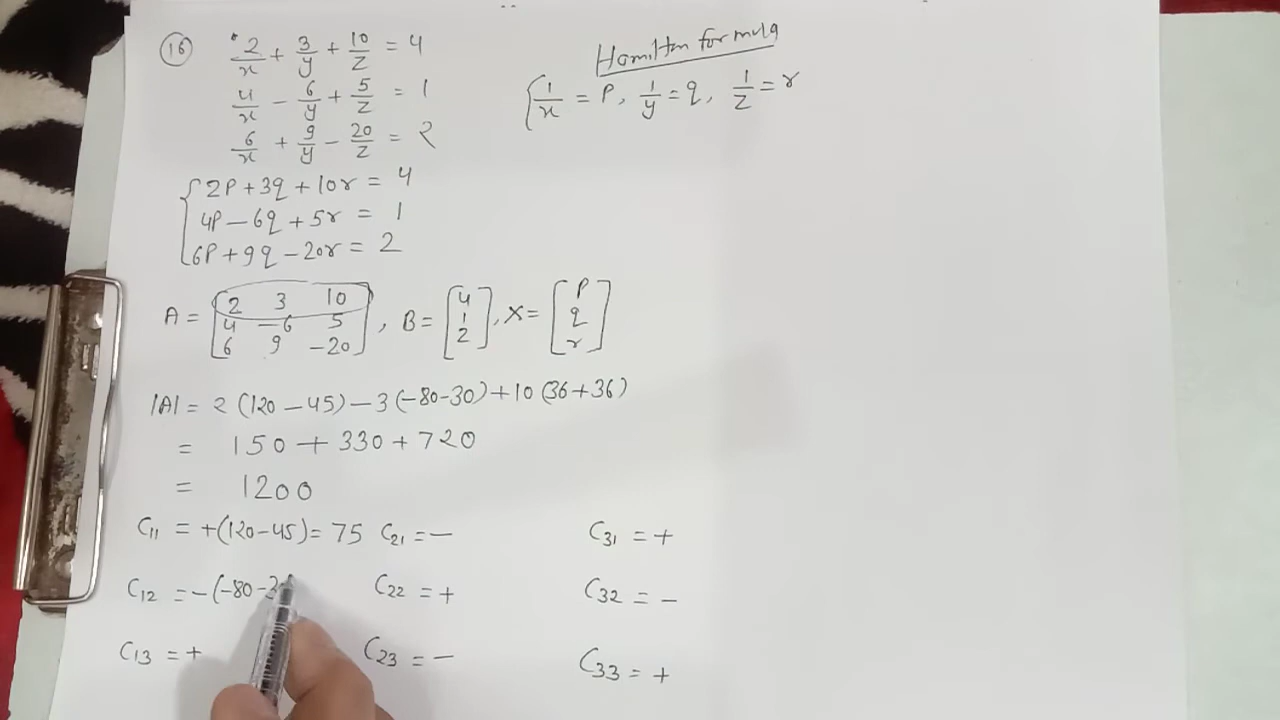 (16) 2/x + 3/y + 10/z = 4
4/x - 6/y + 5/z = 1
6/x + 9/y - 20/z = 2
Hamilton formula
{ 1/x = P, 1/y = q, 1/z = r
{ 2P + 3q + 10r = 4
4P - 6q + 5r = 1
6P + 9q - 20r = 2
A = [ 2 3 10
4 -6 5
6 9 -20 ], B = [ 4
1
2 ], X = [ P
q
r ]
|A| = 2 (120 - 45) - 3 (-80-30) + 10 (36+36)
= 150 + 330 + 720
= 1200
C11 = +(120-45) = 75 C21 = - C31 = +
C12 = -(-80-3 C22 = + C32 = -
C13 = + C23 = - C33 = +